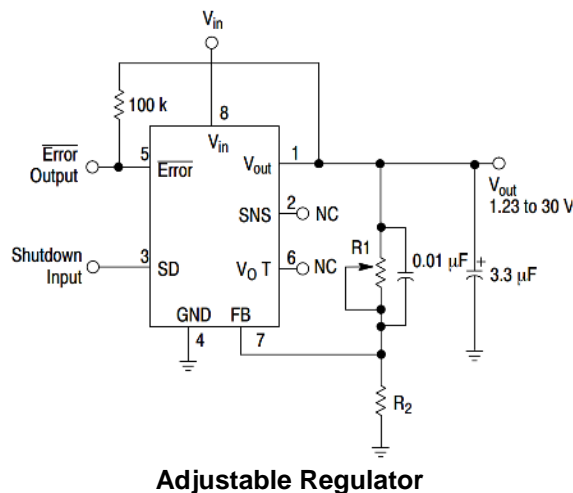 Vin
100 k
8
Vin
Error
Output
5
Error
Vout
1
Vout
1.23 to 30 V
SNS
2
NC
Shutdown
Input
3
SD
VO T
6
NC
R1
0.01 μF
+
3.3 μF
GND
FB
4
7
R2
Adjustable Regulator